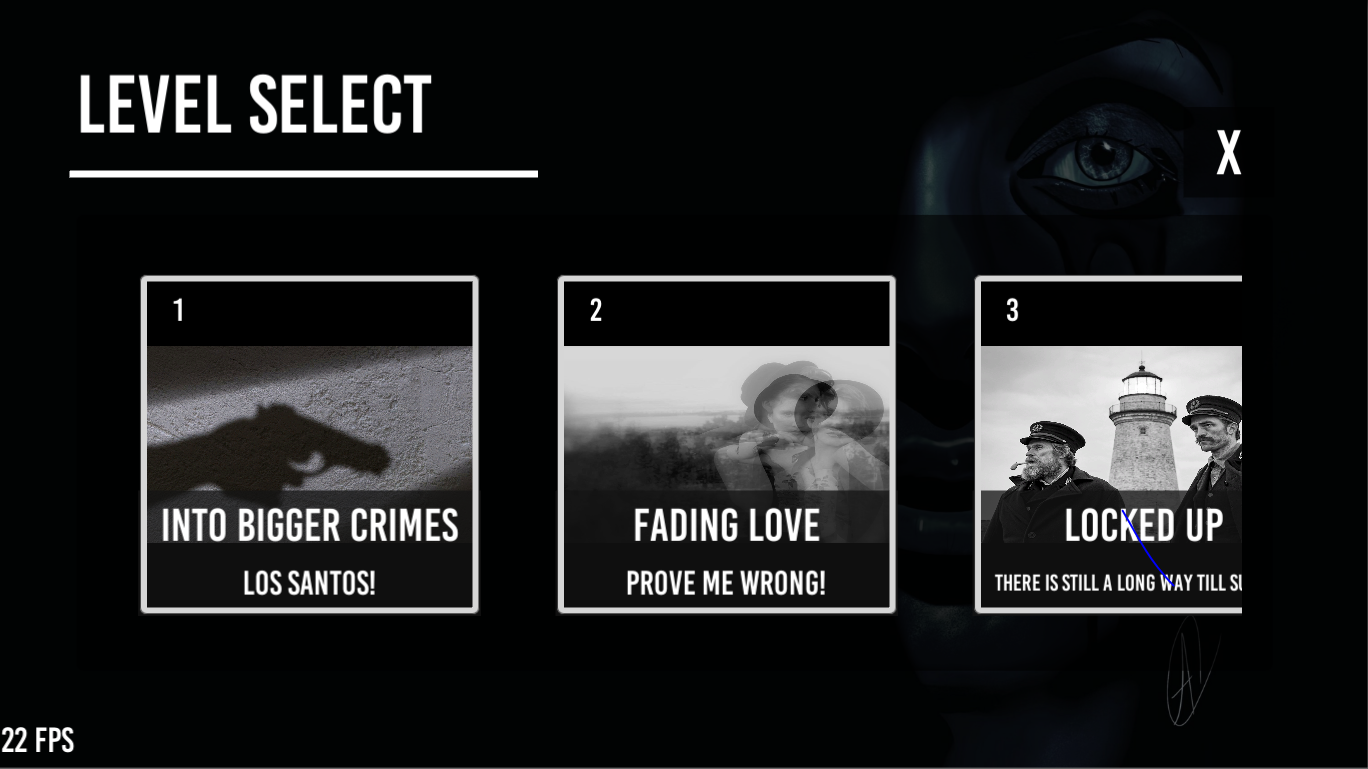 LEVEL SELECT
X
1
INTO BIGGER CRIMES
LOS SANTOS!
2
FADING LOVE
PROVE ME WRONG!
3
LOCKED UP
THERE IS STILL A LONG WAY TILL
22 FPS